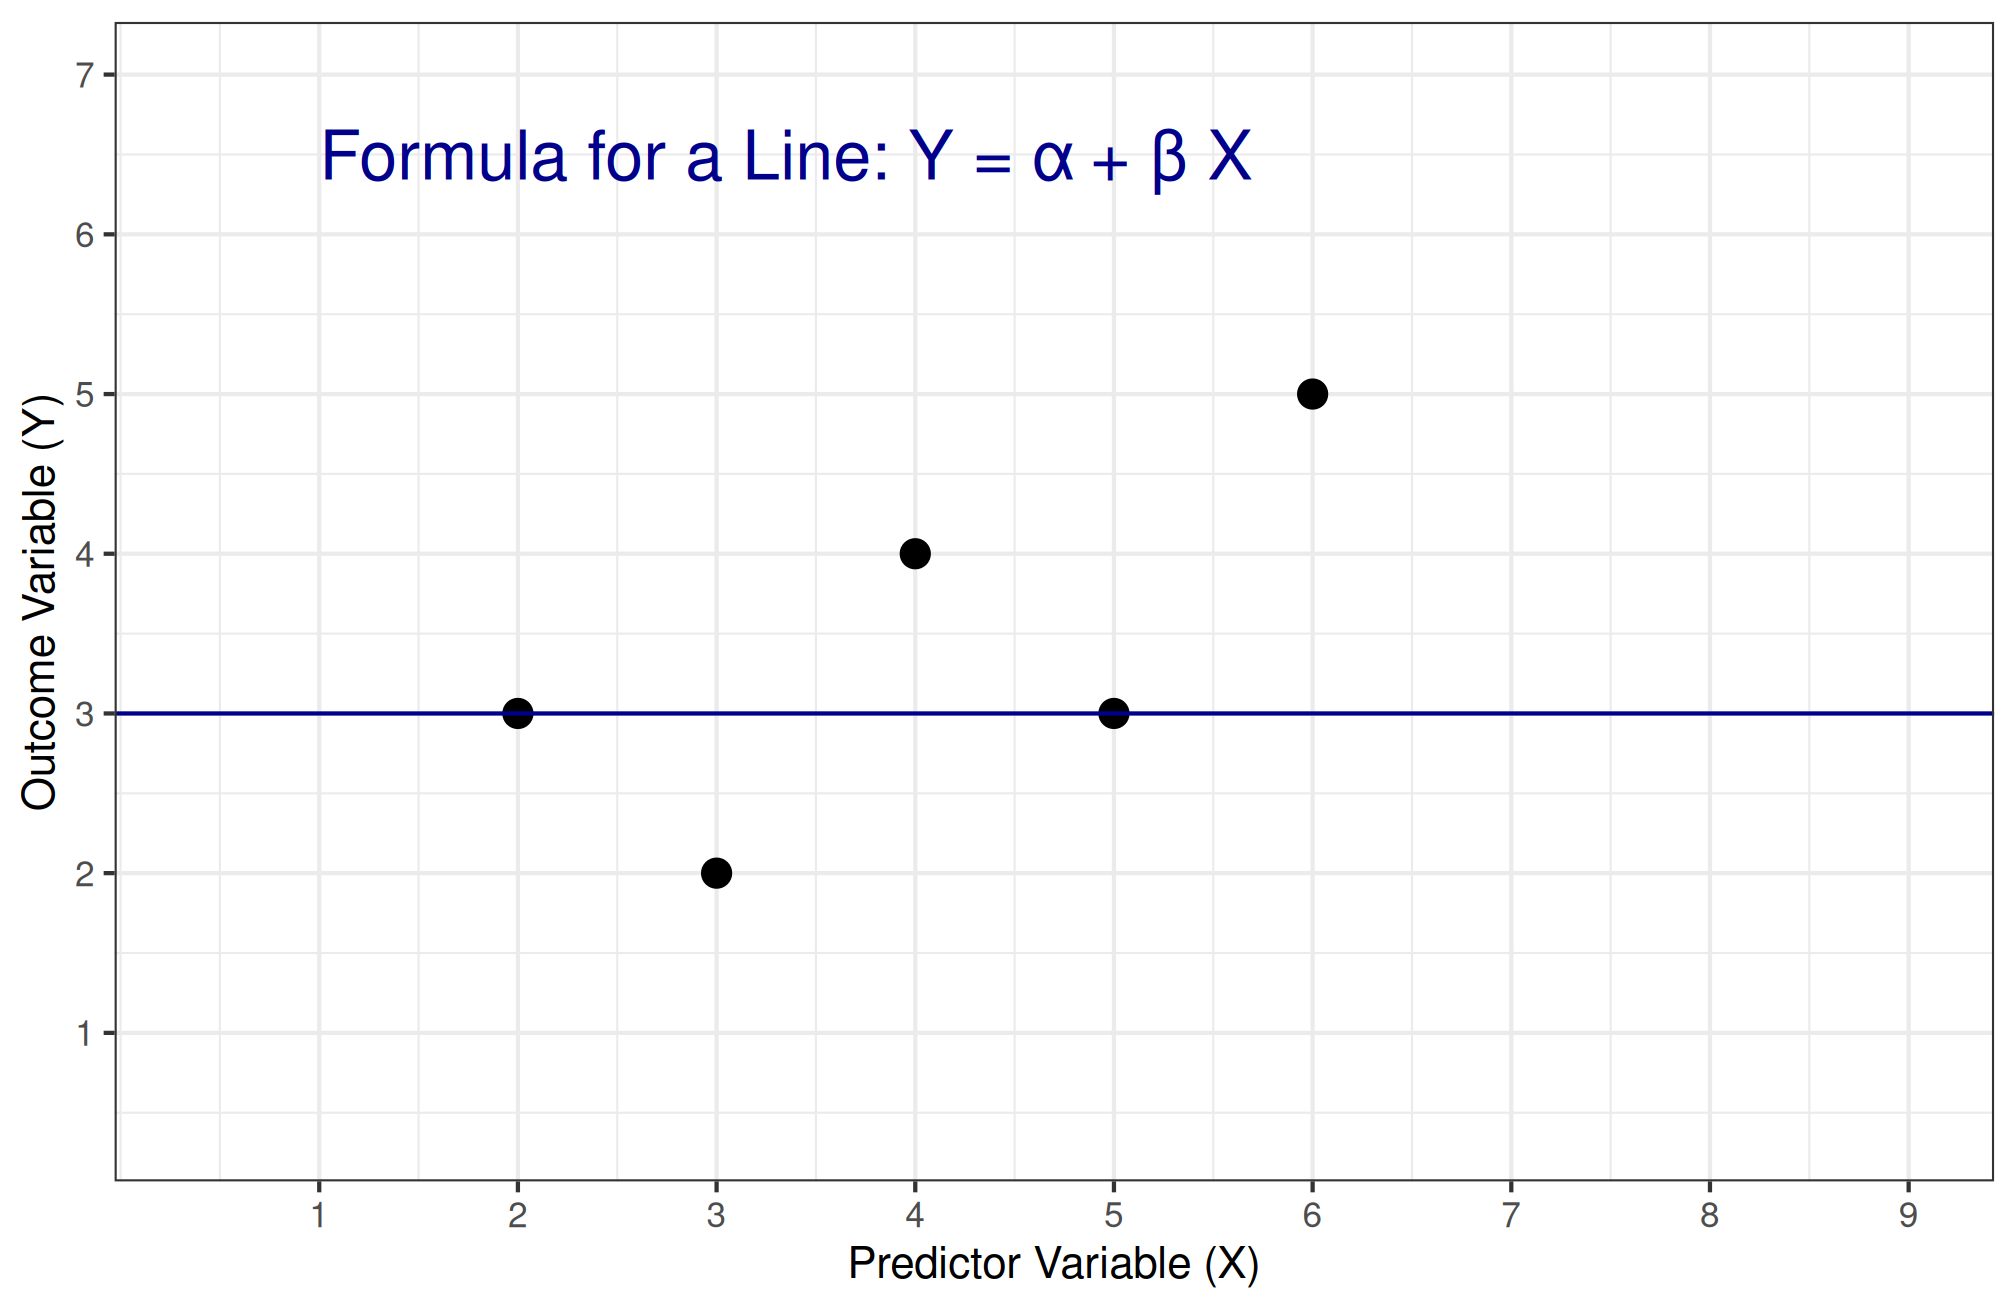 Formula for a Line: Y = α + β X
Outcome Variable (Y)
7
6
5
4
3
2
1
1 2 3 4 5 6 7 8 9
Predictor Variable (X)